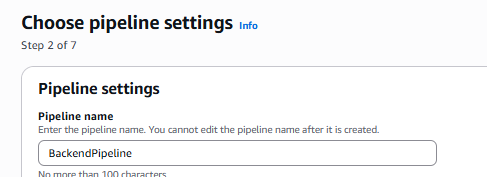 Choose pipeline settings Info
Step 2 of 7
Pipeline settings
Pipeline name
Enter the pipeline name. You cannot edit the pipeline name after it is created.
BackendPipeline
No more than 100 characters